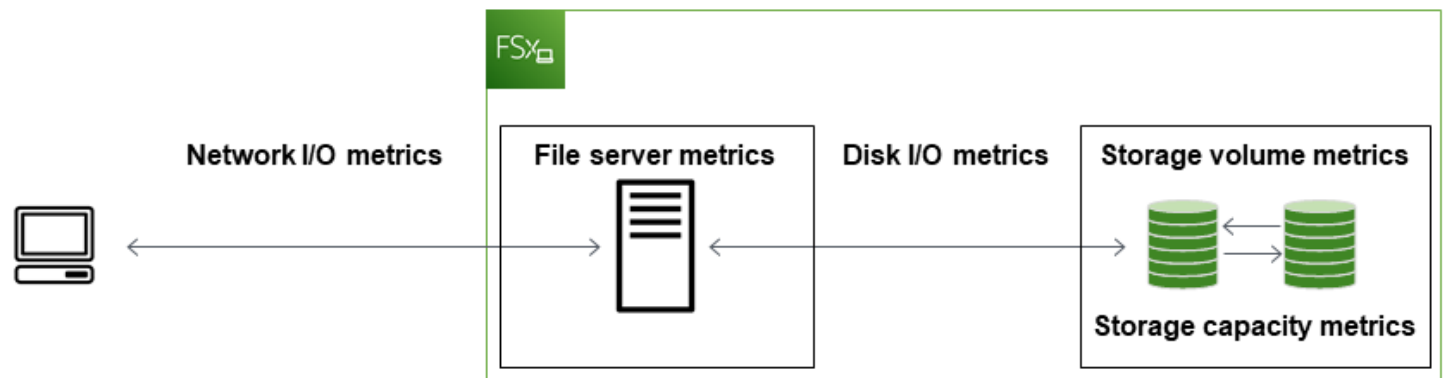 FSx
Network I/O metrics
File server metrics
Disk I/O metrics
Storage volume metrics
Storage capacity metrics